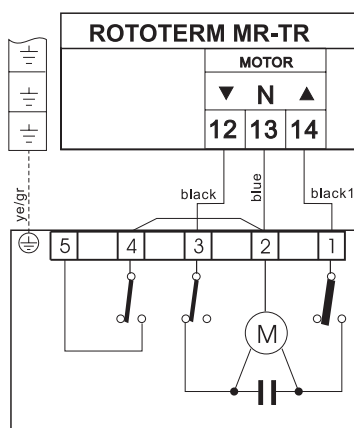 ROTOTERM MR-TR
MOTOR
▼ N ▲
12 13 14
black
blue
black1
ye/gr
5 4 3 2 1
M